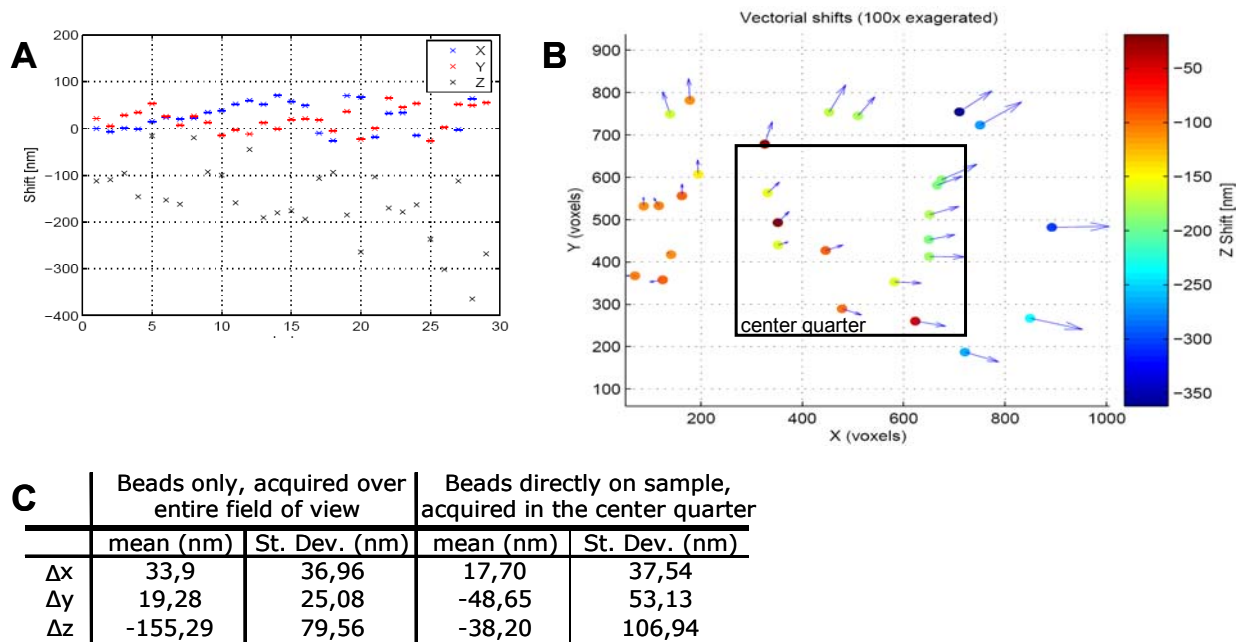 A
200
100
0
−100
−200
−300
−400
Shift [nm]
0
5
10
15
20
25
30
X
Y
Z
B
Vectorial shifts (100x exagerated)
900
800
700
600
500
400
300
200
100
Y (voxels)
200
400
600
800
1000
X (voxels)
center quarter
−50
−100
−150
−200
−250
−300
−350
Z Shift [nm]
C
Beads only, acquired over entire field of view
Beads directly on sample, acquired in the center quarter
mean (nm) St. Dev. (nm) mean (nm) St. Dev. (nm)
Δx 33,9 36,96 17,70 37,54
Δy 19,28 25,08 -48,65 53,13
Δz -155,29 79,56 -38,20 106,94